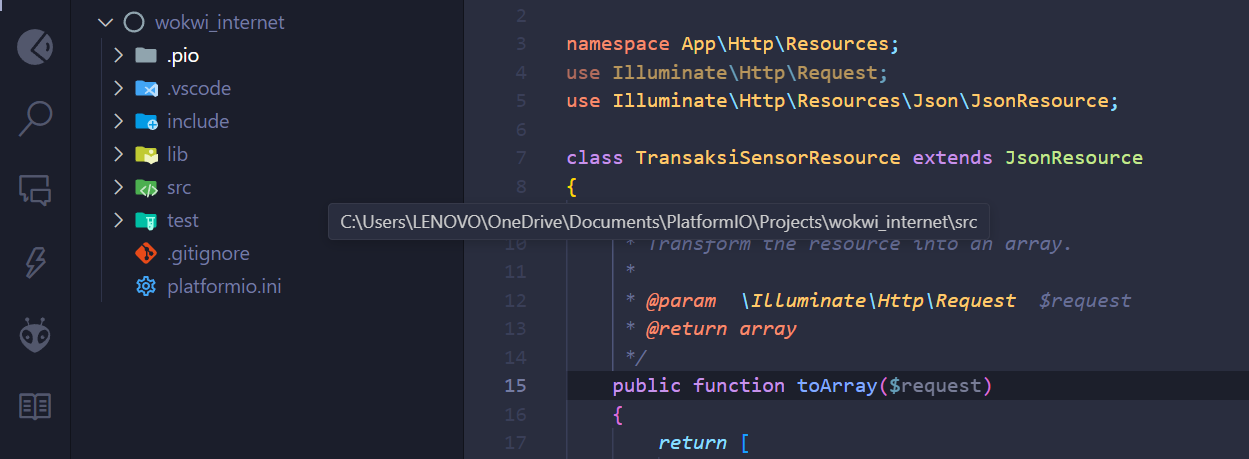 wokwi_internet
.pio
.vscode
include
lib
src
test
.gitignore
platformio.ini
C:\Users\LENOVO\OneDrive\Documents\PlatformIO\Projects\wokwi_internet\src
2
3 namespace App\Http\Resources;
4 use Illuminate\Http\Request;
5 use Illuminate\Http\Resources\Json\JsonResource;
6
7 class TransaksiSensorResource extends JsonResource
8 {
10 * Transform the resource into an array.
11 *
12 * @param \Illuminate\Http\Request $request
13 * @return array
14 */
15 public function toArray($request)
16 {
17 return [